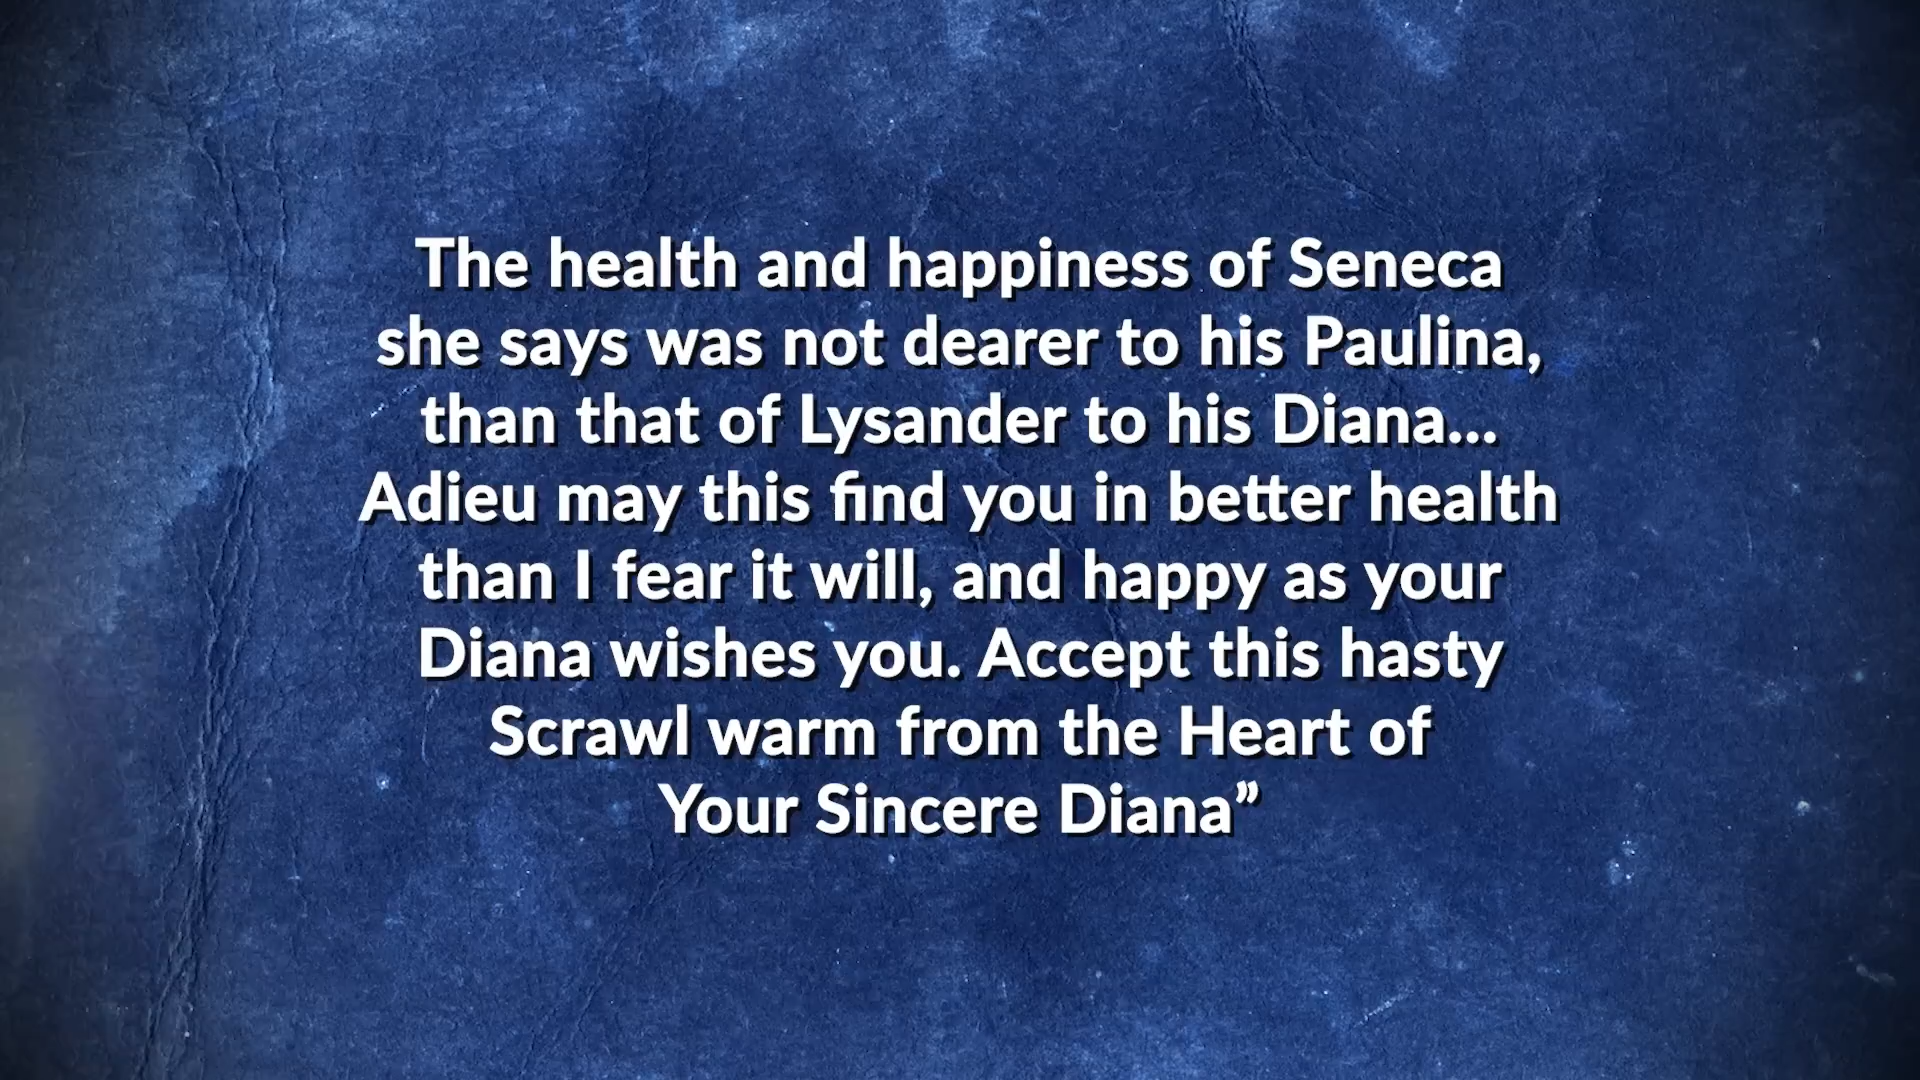 The health and happiness of Seneca
she says was not dearer to his Paulina,
than that of Lysander to his Diana...
Adieu may this find you in better health
than I fear it will, and happy as your
Diana wishes you. Accept this hasty
Scrawl warm from the Heart of
Your Sincere Diana”